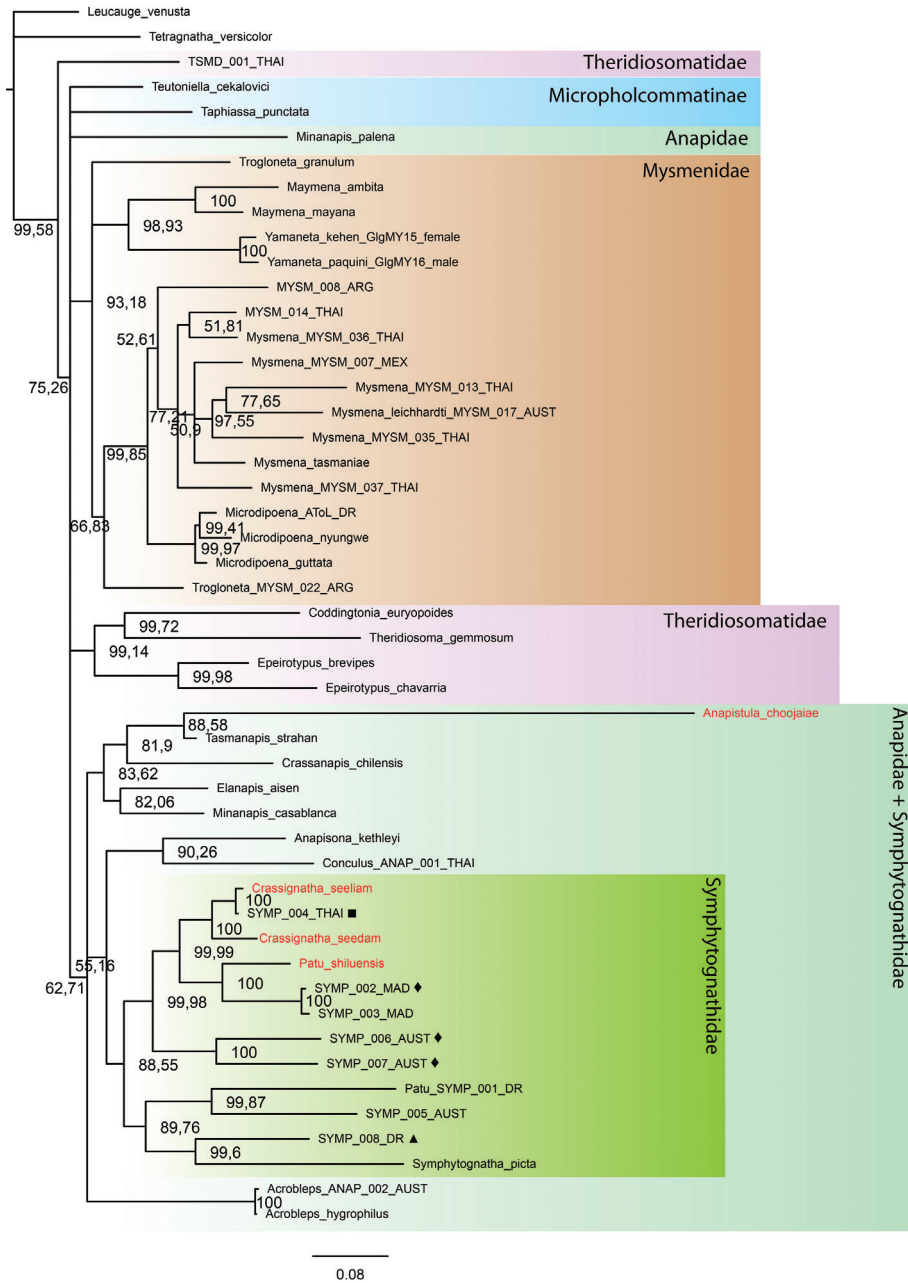 Leucauge_venusta
Tetragnatha_versicolor
TSMD_001_THAI
Theridiosomatidae
Teutoniella_cekalovici
Micropholcommatinae
Taphiassa_punctata
Minanapis_palena
Anapidae
Trogloneta_granulum
Mysmenidae
Maymena_ambita
100
Maymena_mayana
98,93
99,58
Yamaneta_kehen_GlgMY15_female
100
Yamaneta_paquini_GlgMY16_male
MYSM_008_ARG
93,18
MYSM_014_THAI
51,81
52,61
Mysmena_MYSM_036_THAI
Mysmena_MYSM_007_MEX
75,26
Mysmena_MYSM_013_THAI
77,65
Mysmena_leichhardti_MYSM_017_AUST
77,21
97,55
50,9
Mysmena_MYSM_035_THAI
99,85
Mysmena_tasmaniae
Mysmena_MYSM_037_THAI
Microdipoena_AToL_DR
66,83
99,41
Microdipoena_nyungwe
99,97
Microdipoena_guttata
Trogloneta_MYSM_022_ARG
Coddingtonia_euryopoides
Theridiosomatidae
99,72
Theridiosoma_gemmosum
99,14
Epeirotypus_brevipes
99,98
Epeirotypus_chavarria
Anapistula_choojaiae
88,58
Tasmanapis_strahan
81,9
Crassanapis_chilensis
83,62
Elanapis_aisen
82,06
Minanapis_casablanca
Anapidae + Symphytognathidae
Anapisona_kethleyi
90,26
Conculus_ANAP_001_THAI
Crassignatha_seeliam
100
SYMP_004_THAI ■
100
Crassignatha_seedam
99,99
Patu_shiluensis
55,16
62,71
100
99,98
SYMP_002_MAD ♦
100
SYMP_003_MAD
Symphytognathidae
SYMP_006_AUST ♦
100
88,55
SYMP_007_AUST ♦
Patu_SYMP_001_DR
99,87
SYMP_005_AUST
89,76
SYMP_008_DR ▲
99,6
Symphytognatha_picta
Acrobleps_ANAP_002_AUST
100
Acrobleps_hygrophilus
0.08